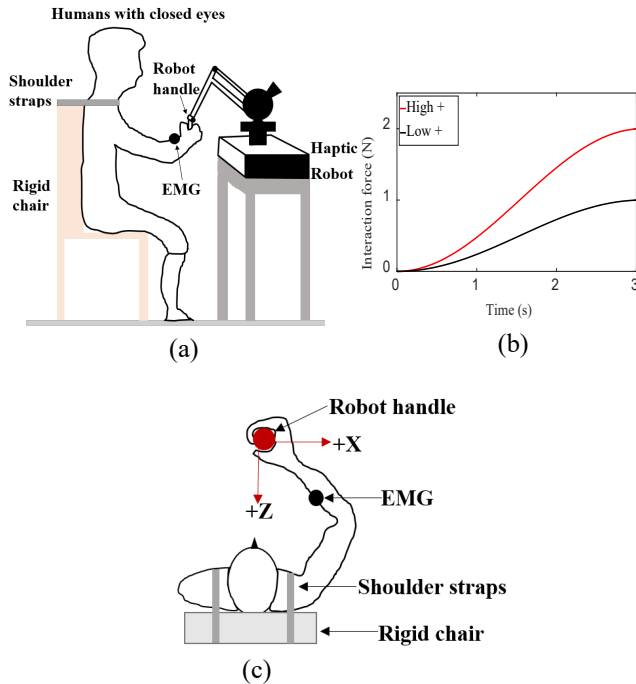 Humans with closed eyes
Shoulder
straps
Robot
handle
EMG
Haptic
Robot
Rigid
chair
(a)
High +
Low +
Interaction force (N)
2
1
0
0
1
2
3
Time (s)
(b)
Robot handle
+X
EMG
+Z
Shoulder straps
Rigid chair
(c)